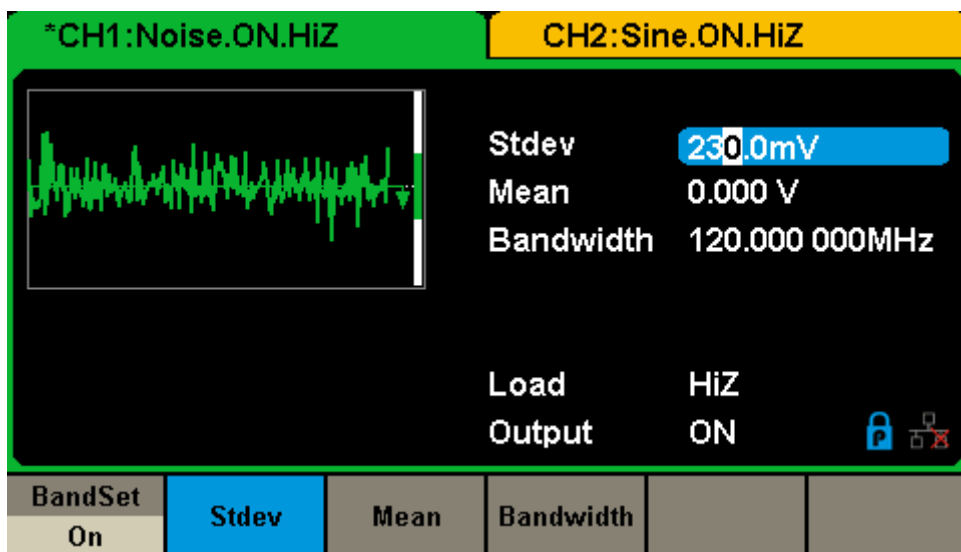 *CH1:Noise.ON.HiZ
CH2:Sine.ON.HiZ
Stdev 230.0mV
Mean 0.000 V
Bandwidth 120.000 000MHz
Load HiZ
Output ON
P
BandSet
On
Stdev
Mean
Bandwidth